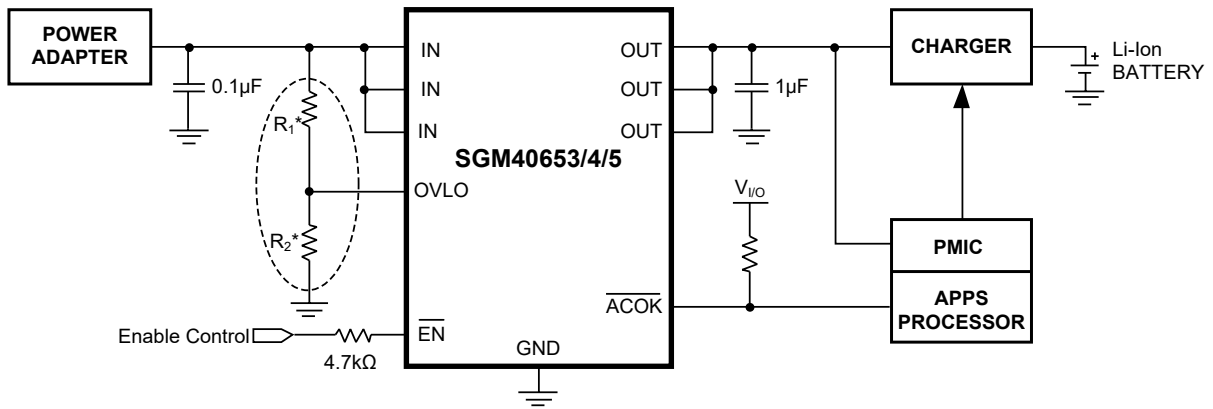 POWER
ADAPTER
0.1µF
R1*
R2*
Enable Control
4.7kΩ
IN
IN
IN
OVLO
EN
SGM40653/4/5
GND
OUT
OUT
OUT
ACOK
1µF
VI/O
CHARGER
Li-Ion
BATTERY
+
PMIC
APPS
PROCESSOR